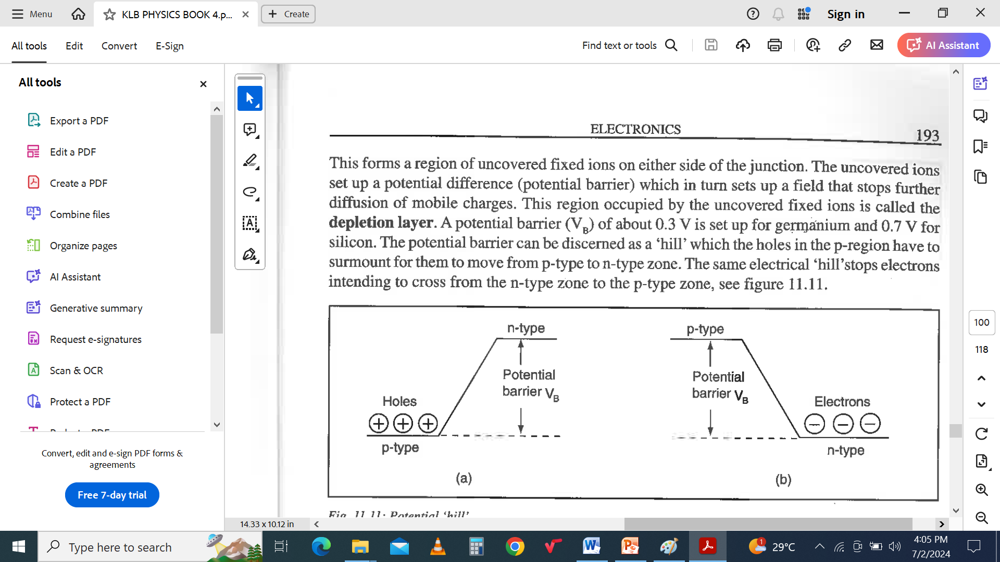 Menu
KLB PHYSICS BOOK 4.p...
Create
Sign in
All tools
Edit
Convert
E-Sign
Find text or tools
AI Assistant
All tools
Export a PDF
Edit a PDF
Create a PDF
Combine files
Organize pages
AI Assistant
Generative summary
Request e-signatures
Scan & OCR
Protect a PDF
Convert, edit and e-sign PDF forms &
agreements
Free 7-day trial
ELECTRONICS
193
This forms a region of uncovered fixed ions on either side of the junction. The uncovered ions
set up a potential difference (potential barrier) which in turn sets up a field that stops further
diffusion of mobile charges. This region occupied by the uncovered fixed ions is called the
depletion layer. A potential barrier (VB) of about 0.3 V is set up for germanium and 0.7 V for
silicon. The potential barrier can be discerned as a ‘hill’ which the holes in the p-region have to
surmount for them to move from p-type to n-type zone. The same electrical ‘hill’stops electrons
intending to cross from the n-type zone to the p-type zone, see figure 11.11.
n-type
Potential
barrier VB
Holes
+ + +
p-type
(a)
p-type
Potential
barrier VB
Electrons
− − −
n-type
(b)
Fig. 11.11: Potential ‘hill’
14.33 x 10.12 in
100
118
Type here to search
1
29°C
4:05 PM
7/2/2024